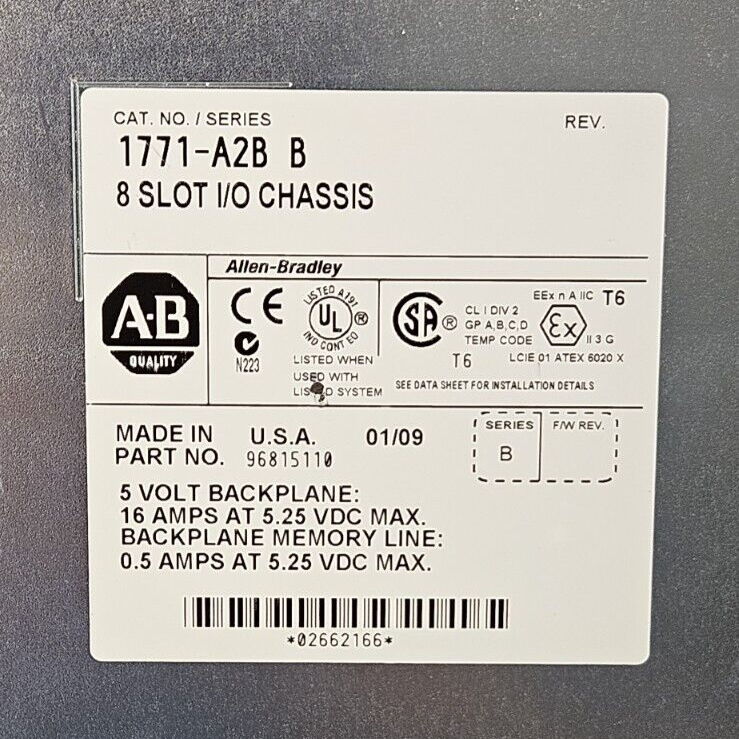 CAT. NO. / SERIES REV.
1771-A2B B
8 SLOT I/O CHASSIS
Allen-Bradley
A-B
QUALITY
CE
N223
LISTED A191
UL ®
IND CONT EQ
LISTED WHEN
USED WITH
LISTED SYSTEM
SA ®
CL I DIV 2
GP A,B,C,D
TEMP CODE
T6
EEx n A IIC T6
Ex II 3 G
LCIE 01 ATEX 6020 X
SEE DATA SHEET FOR INSTALLATION DETAILS
MADE IN U.S.A. 01/09
PART NO. 96815110
SERIES F/W REV.
B
5 VOLT BACKPLANE:
16 AMPS AT 5.25 VDC MAX.
BACKPLANE MEMORY LINE:
0.5 AMPS AT 5.25 VDC MAX.
*02662166*